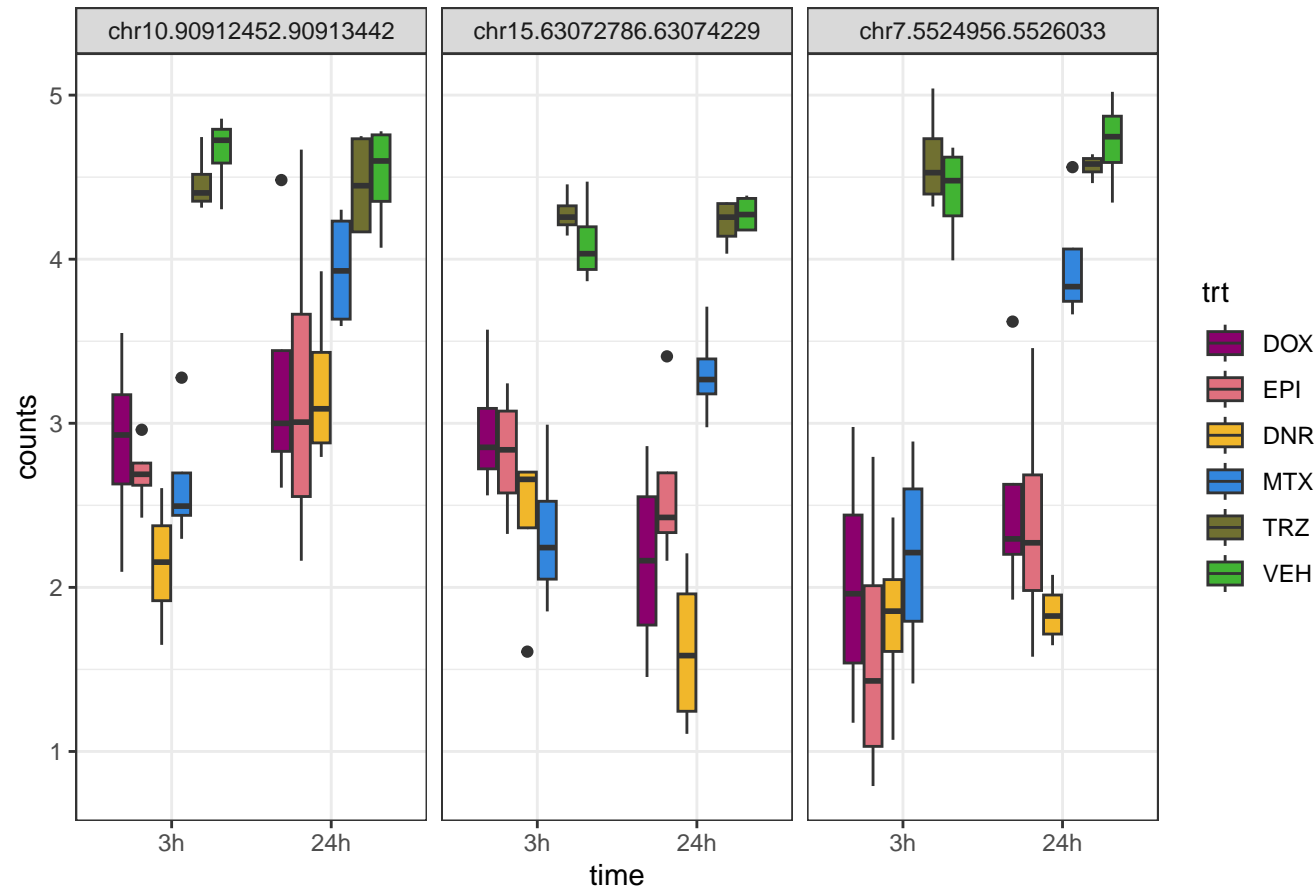 chr10.90912452.90913442
chr15.63072786.63074229
chr7.5524956.5526033
5
4
3
2
1
counts
3h
24h
3h
24h
3h
24h
time
trt
DOX
EPI
DNR
MTX
TRZ
VEH